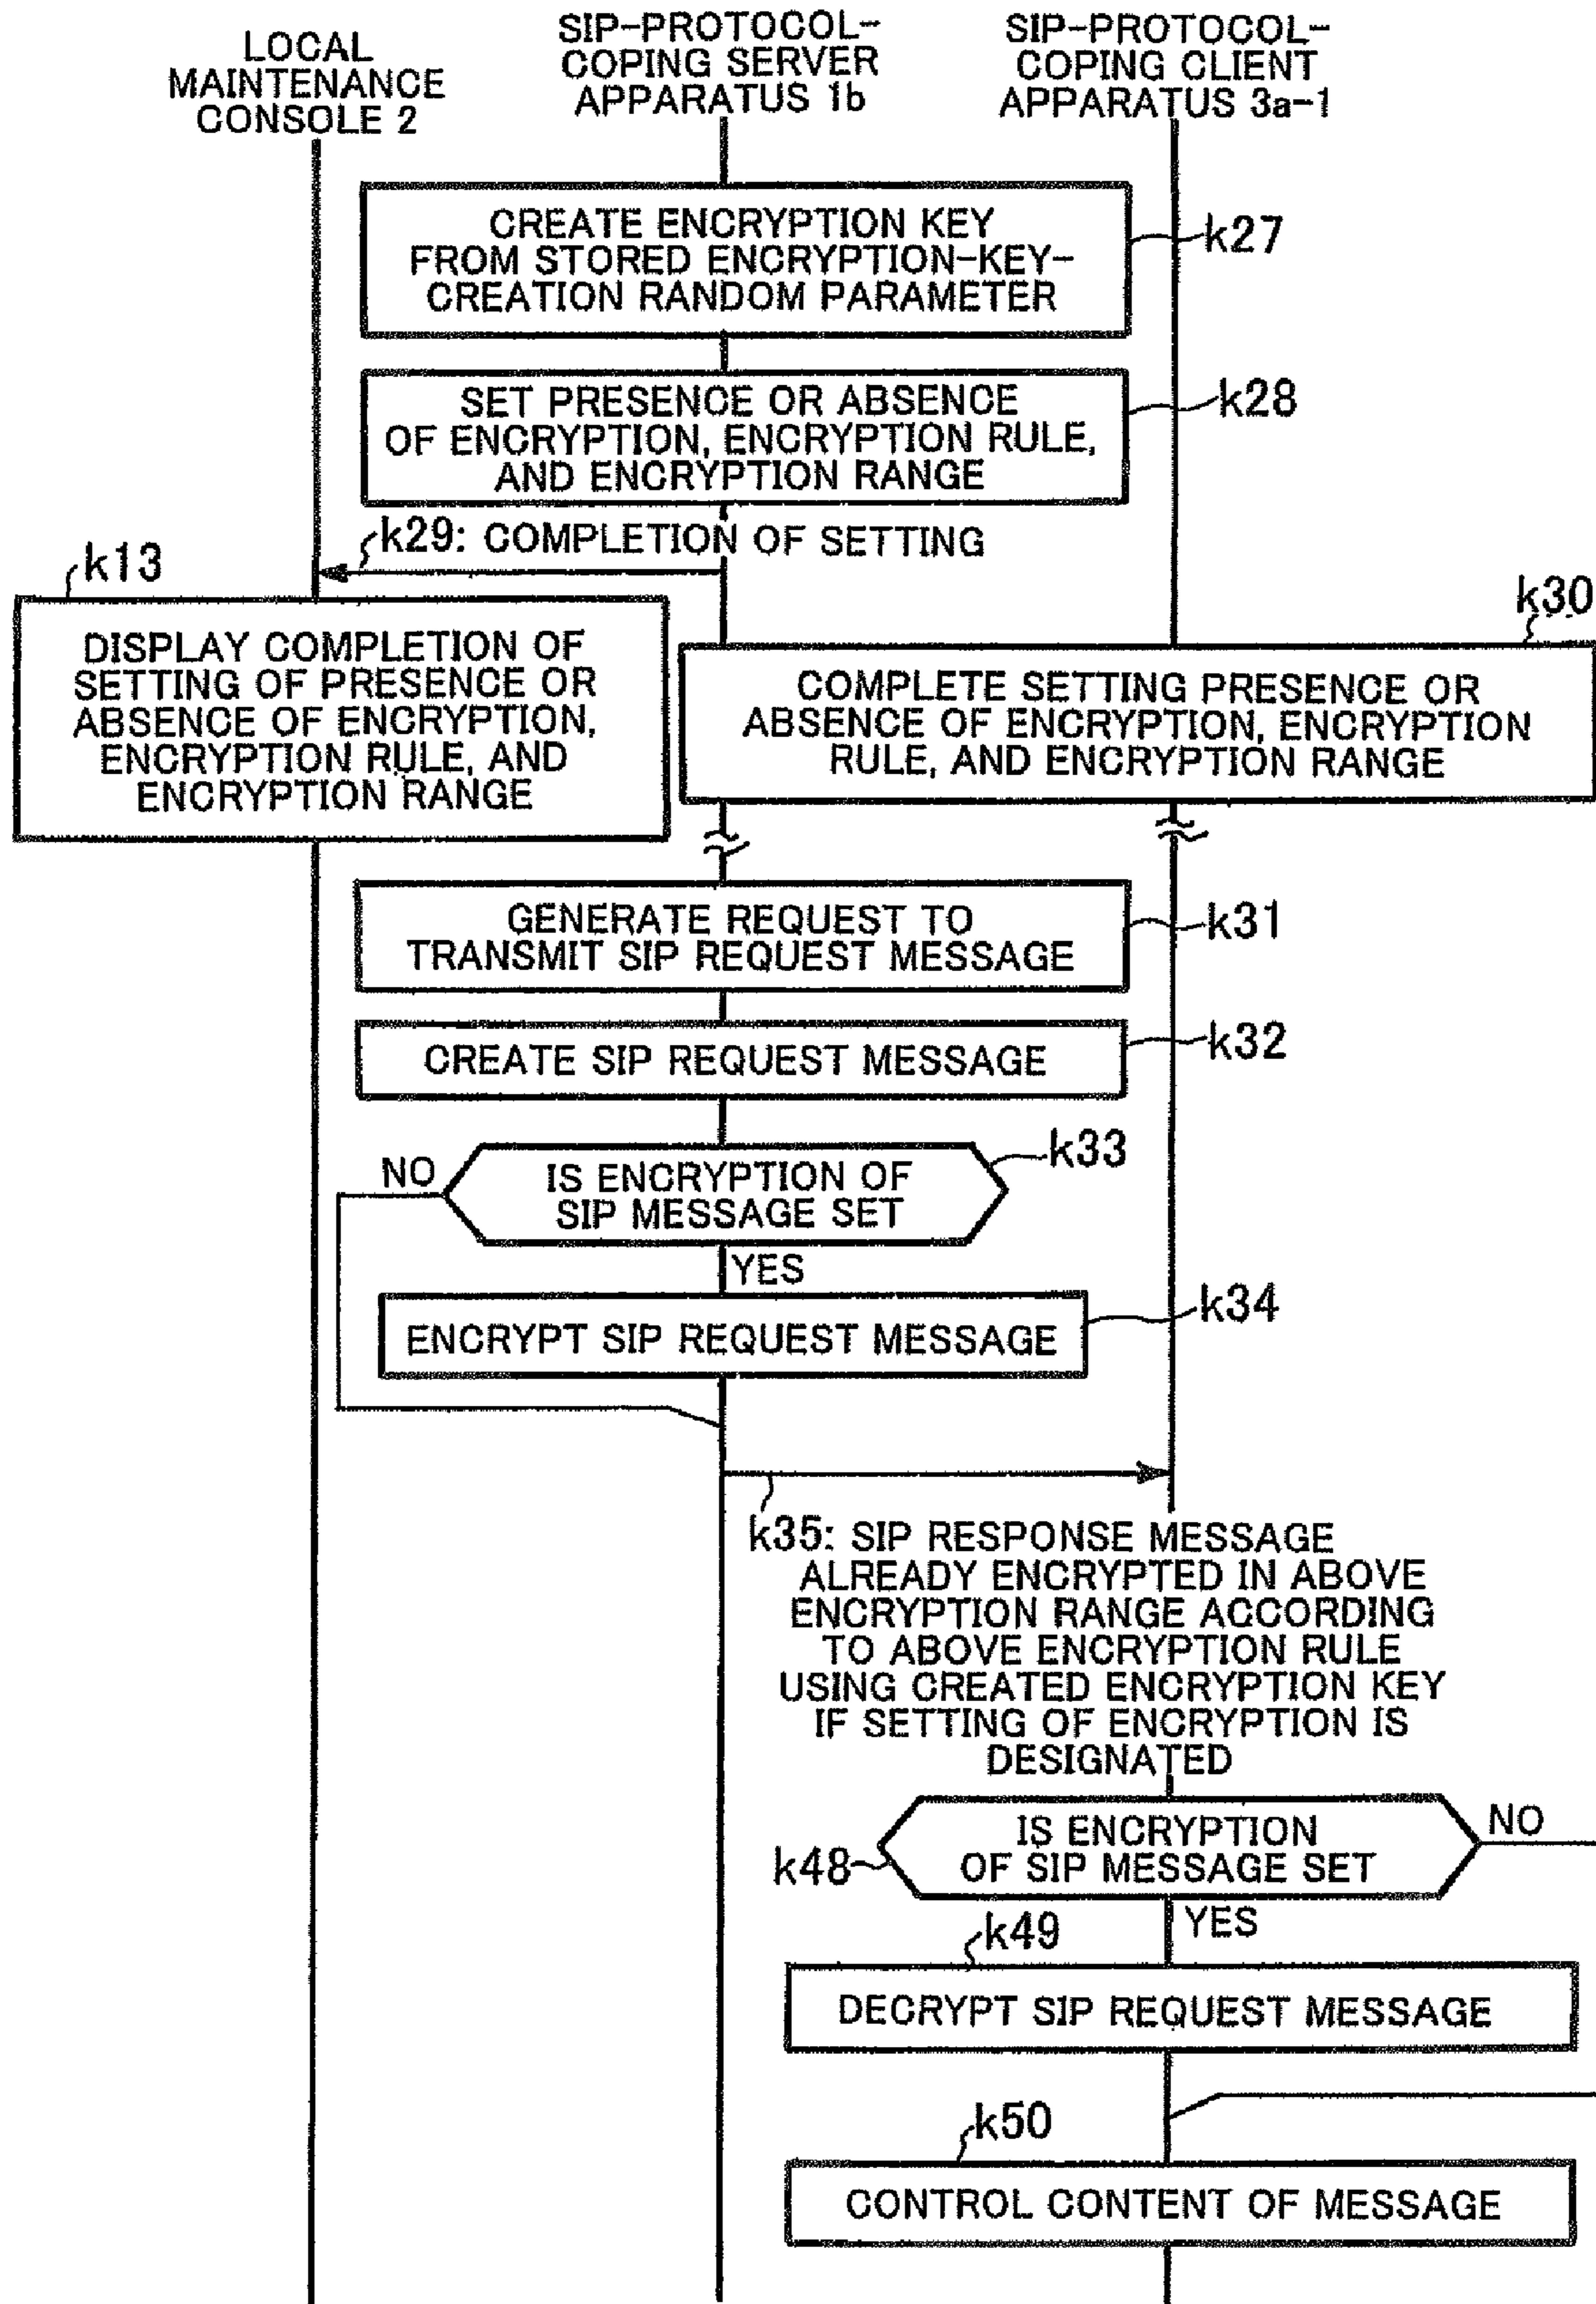 LOCAL
MAINTENANCE
CONSOLE 2
SIP-PROTOCOL-
COPING SERVER
APPARATUS 1b
SIP-PROTOCOL-
COPING CLIENT
APPARATUS 3a-1
CREATE ENCRYPTION KEY
FROM STORED ENCRYPTION-KEY-
CREATION RANDOM PARAMETER
k27
SET PRESENCE OR ABSENCE
OF ENCRYPTION, ENCRYPTION RULE,
AND ENCRYPTION RANGE
k28
k29: COMPLETION OF SETTING
k13
DISPLAY COMPLETION OF
SETTING OF PRESENCE OR
ABSENCE OF ENCRYPTION,
ENCRYPTION RULE, AND
ENCRYPTION RANGE
k30
COMPLETE SETTING PRESENCE OR
ABSENCE OF ENCRYPTION, ENCRYPTION
RULE, AND ENCRYPTION RANGE
GENERATE REQUEST TO
TRANSMIT SIP REQUEST MESSAGE
k31
CREATE SIP REQUEST MESSAGE
k32
NO
IS ENCRYPTION OF
SIP MESSAGE SET
k33
YES
ENCRYPT SIP REQUEST MESSAGE
k34
k35: SIP RESPONSE MESSAGE
ALREADY ENCRYPTED IN ABOVE
ENCRYPTION RANGE ACCORDING
TO ABOVE ENCRYPTION RULE
USING CREATED ENCRYPTION KEY
IF SETTING OF ENCRYPTION IS
DESIGNATED
k48
IS ENCRYPTION
OF SIP MESSAGE SET
NO
YES
k49
DECRYPT SIP REQUEST MESSAGE
k50
CONTROL CONTENT OF MESSAGE